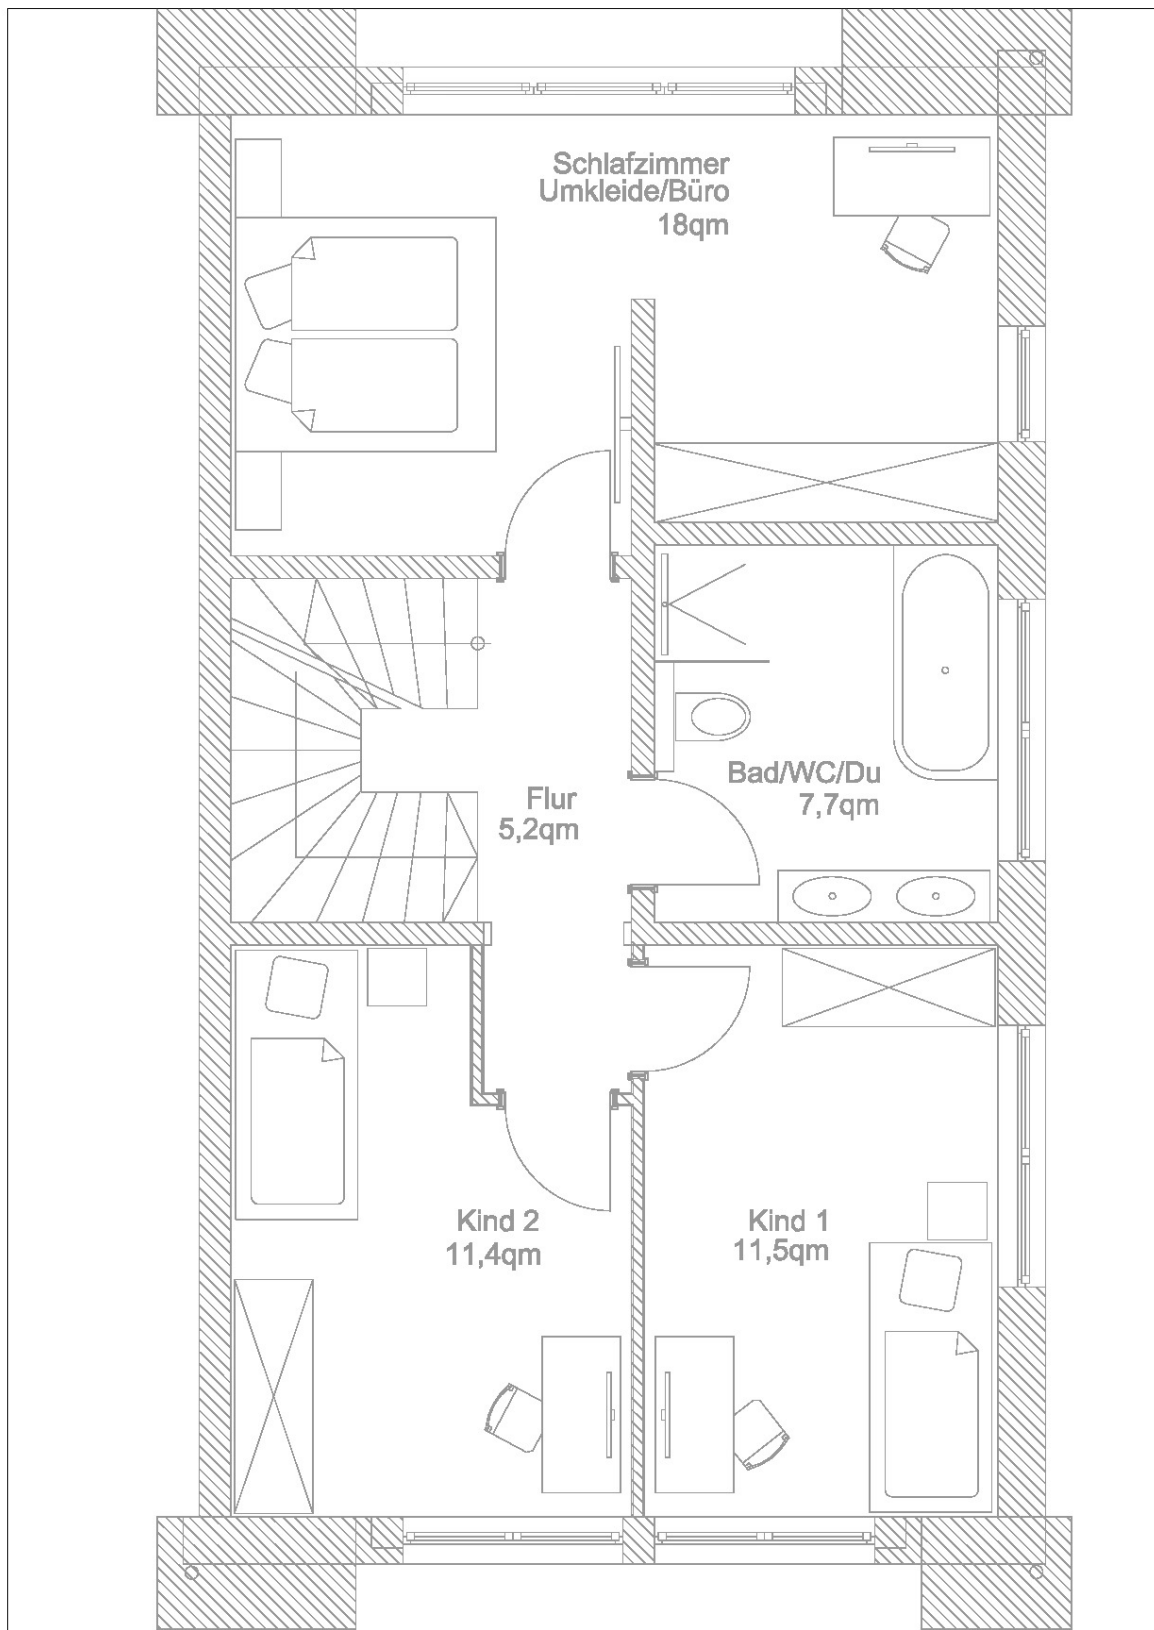 Schlafzimmer
Umkleide/Büro
18qm
Bad/WC/Du
7,7qm
Flur
5,2qm
Kind 2
11,4qm
Kind 1
11,5qm